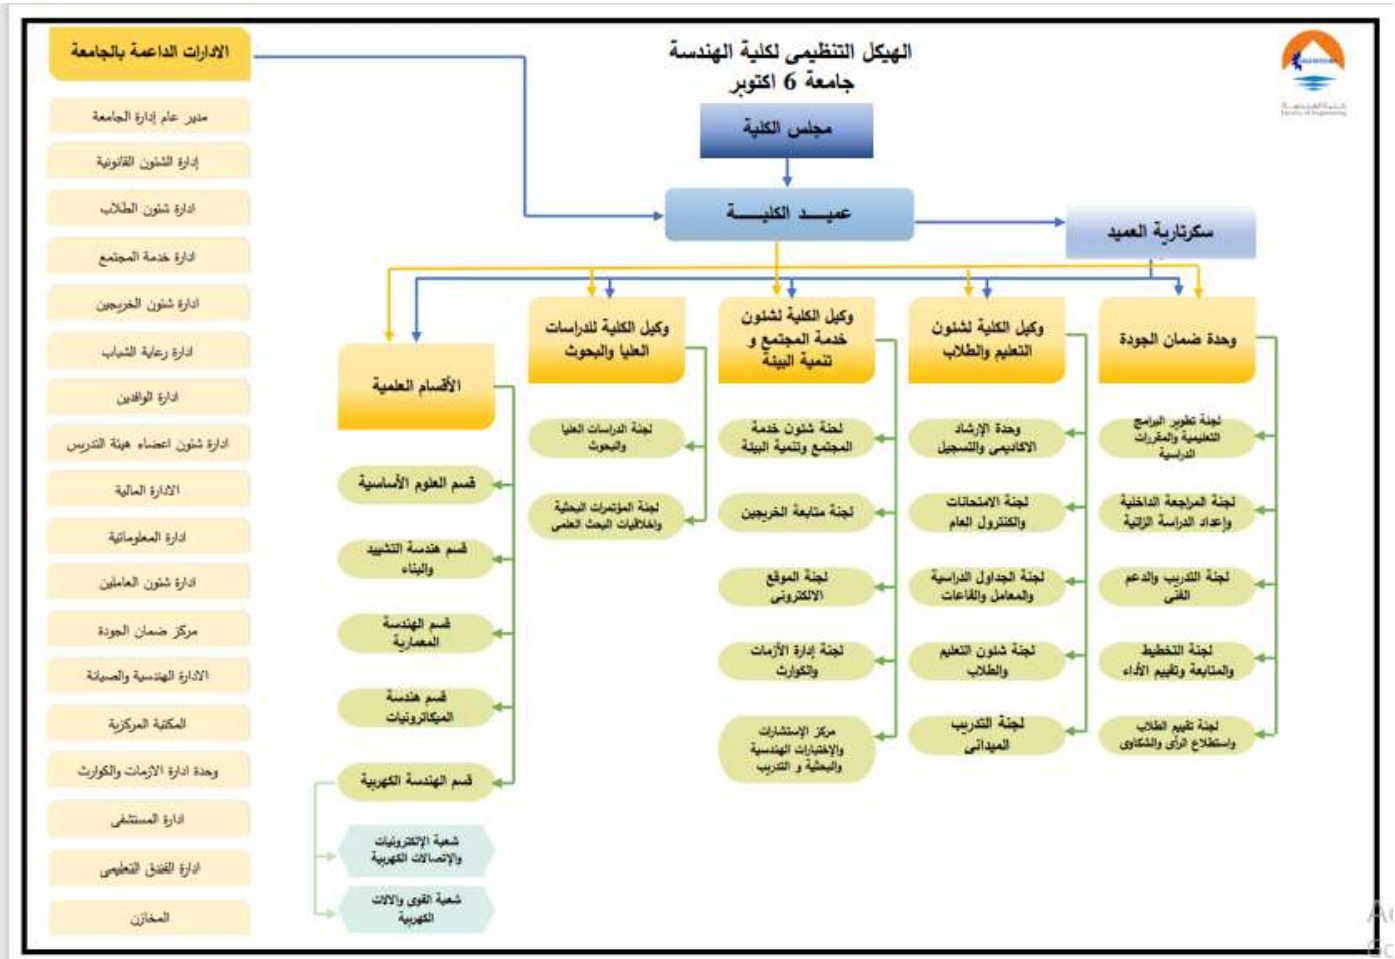 الهيكل التنظيمى لكلية الهندسة
جامعة 6 اكتوبر
كلية الهندسة
Faculty of Engineering
مجلس الكلية
عميــد الكليــــة
سكرتارية العميد
وحدة ضمان الجودة
لجنة تطوير البرامج
التعليمية والمقررات
الدراسية
لجنة المراجعة الداخلية
وإعداد الدراسة الزاتية
لجنة التدريب والدعم
الفنى
لجنة التخطيط
والمتابعة وتقييم الأداء
لجنة تقييم الطلاب
واستطلاع الرأى والشكاوى
وكيل الكلية لشئون
التعليم والطلاب
وحدة الإرشاد
الاكاديمى والتسجيل
لجنة الامتحانات
والكنترول العام
لجنة الجداول الدراسية
والمعامل والقاعات
لجنة شئون التعليم
والطلاب
لجنة التدريب
الميدانى
وكيل الكلية لشئون
خدمة المجتمع و
تنمية البيئة
لجنة شئون خدمة
المجتمع وتنمية البيئة
لجنة متابعة الخريجين
لجنة الموقع
الالكترونى
لجنة إدارة الأزمات
والكوارث
مركز الإستشارات
والإختبارات الهندسية
والبحثية و التدريب
وكيل الكلية للدراسات
العليا والبحوث
لجنة الدراسات العليا
والبحوث
لجنة المؤتمرات البحثية
واخلاقيات البحث العلمى
الأقسام العلمية
قسم العلوم الأساسية
قسم هندسة التشييد
والبناء
قسم الهندسة
المعمارية
قسم هندسة
الميكاترونيات
قسم الهندسة الكهربية
شعبة الإلكترونيات
والإتصالات الكهربية
شعبة القوى والالات
الكهربية
الادارات الداعمة بالجامعة
مدير عام إدارة الجامعة
إدارة الشئون القانونية
ادارة شئون الطلاب
ادارة خدمة المجتمع
ادارة شئون الخريجين
ادارة رعاية الشباب
ادارة الوافدين
ادارة شئون اعضاء هيئة التدريس
الادارة المالية
ادارة المعلوماتية
ادارة شئون العاملين
مركز ضمان الجودة
الادارة الهندسية والصيانة
المكتبة المركزية
وحدة ادارة الازمات والكوارث
ادارة المستشفى
ادارة الفندق التعليمى
المخازن